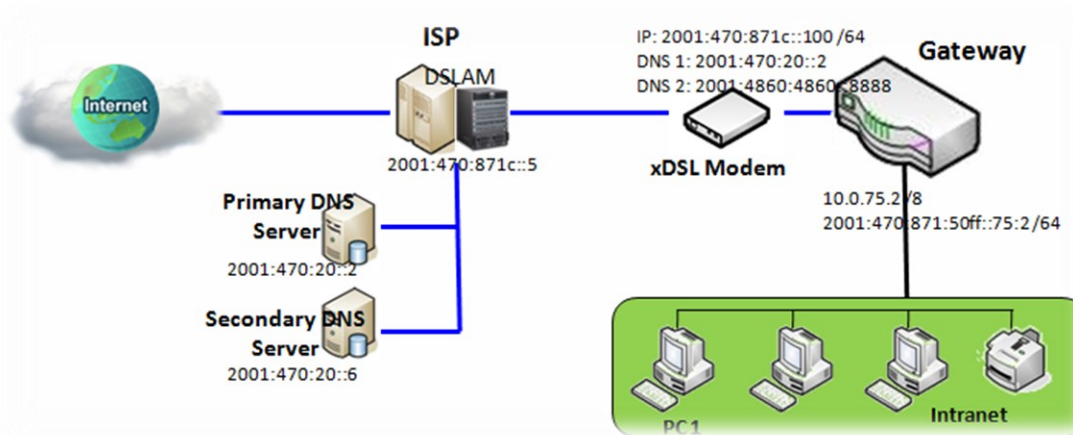 ISP
DSLAM
Internet
2001:470:871c::5
Primary DNS
Server
2001:470:20::2
Secondary DNS
Server
2001:470:20::6
IP: 2001:470:871c::100 /64
DNS 1: 2001:470:20::2
DNS 2: 2001:4860:4860::8888
Gateway
xDSL Modem
10.0.75.2 /8
2001:470:871:50ff::75:2/64
PC1
Intranet